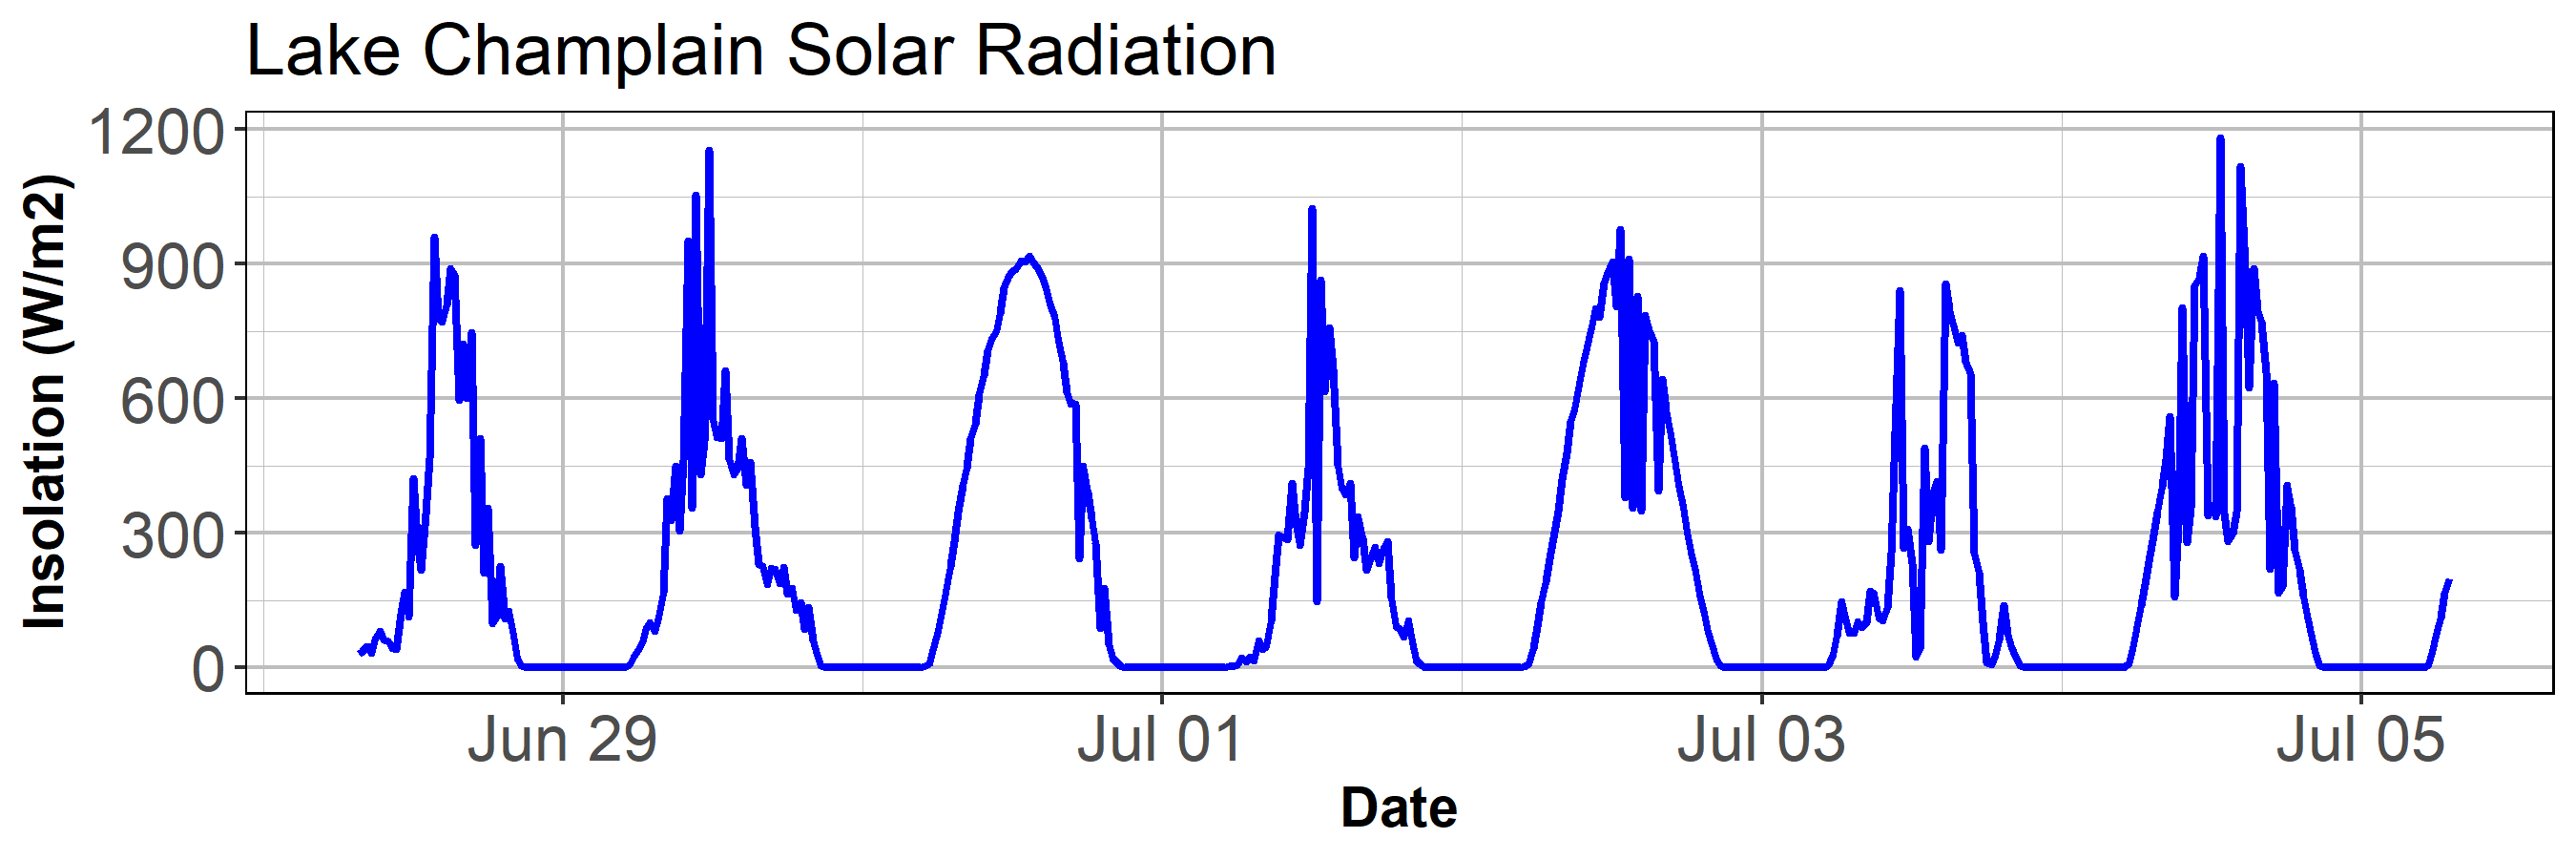 Lake Champlain Solar Radiation
1200
900
600
300
0
Insolation (W/m2)
Jun 29
Jul 01
Jul 03
Jul 05
Date